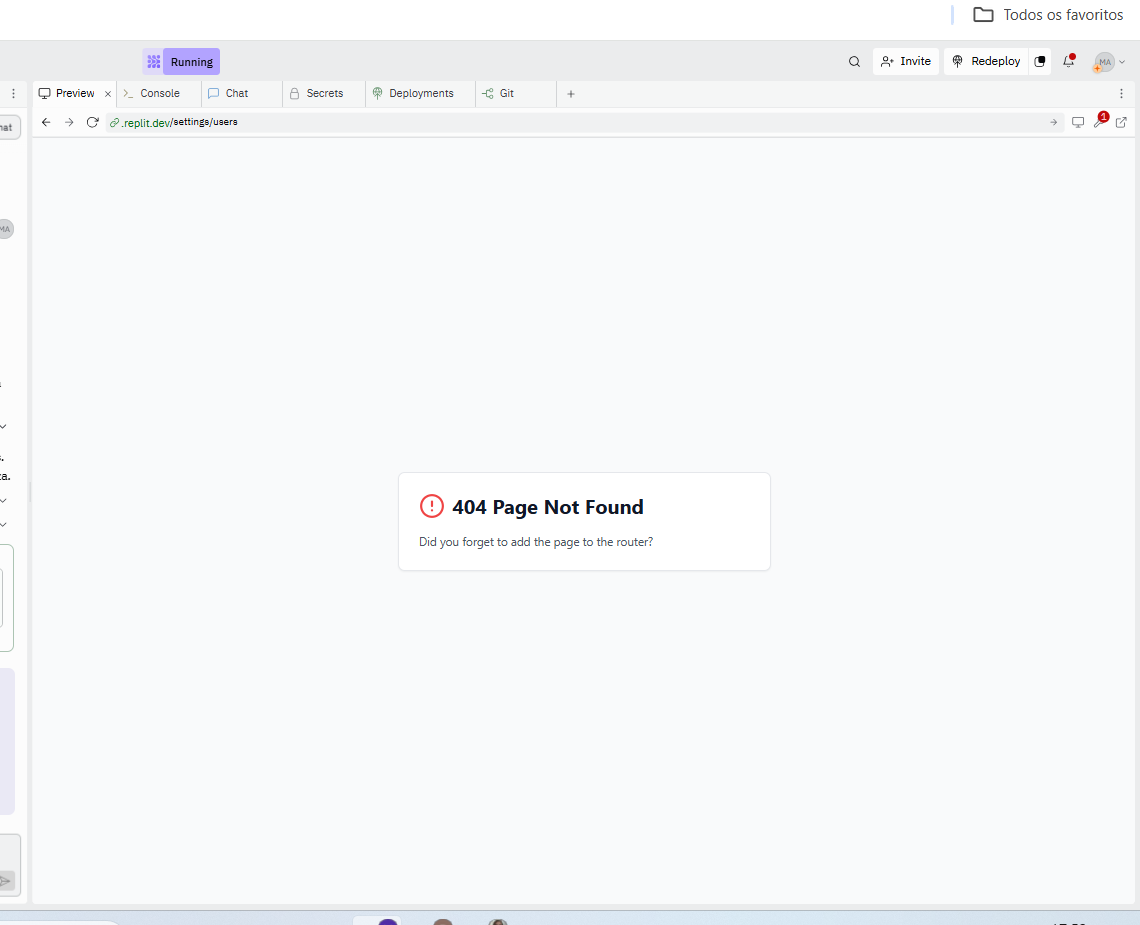 Todos os favoritos
Running
Invite
Redeploy
MA
Preview
Console
Chat
Secrets
Deployments
Git
.replit.dev/settings/users
1
MA
404 Page Not Found
Did you forget to add the page to the router?